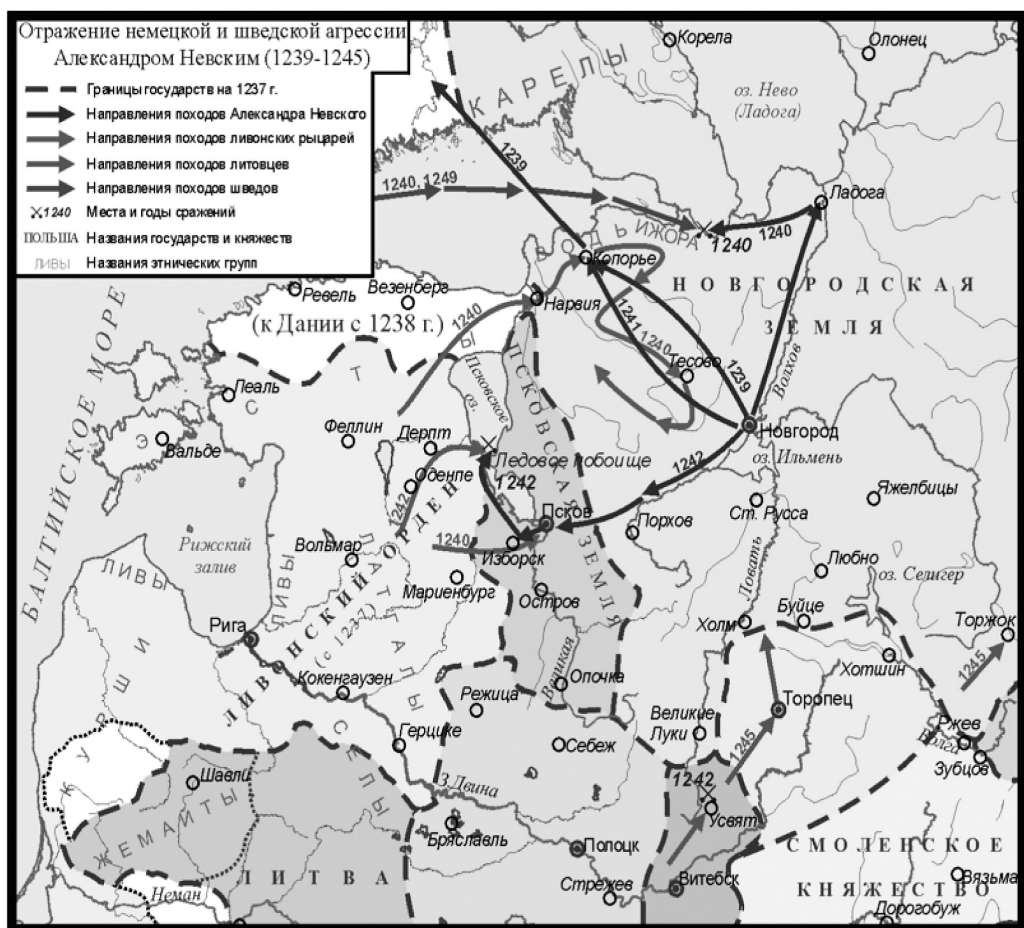 Отражение немецкой и шведской агрессии
Александром Невским (1239-1245)
Границы государств на 1237 г.
Направления походов Александра Невского
Направления походов ливонских рыцарей
Направления походов литовцев
Направления походов шведов
1240 Места и годы сражений
ПОЛЬША Названия государств и княжеств
ЛИВЫ Названия этнических групп
Корела
Олонец
КАРЕЛЫ
оз. Нево
(Ладога)
1239
1240, 1249
Ладога
1240
1240
ВОДЬ
ИЖОРА
Копорье
НОВГОРОДСКАЯ
ЗЕМЛЯ
Ревель
Везенберг
Нарвия
(к Дании с 1238 г.)
1240
1241
1240
Тесово
1239
Волхов
БАЛТИЙСКОЕ МОРЕ
Псковское
оз.
ПСКОВСКАЯ
ЗЕМЛЯ
Леаль
Феллин
Дерпт
Вальде
Новгород
оз. Ильмень
Ледовое побоище
1242
Оденпе
1242
1242
Яжелбицы
Ст. Русса
Псков
Порхов
Рижский
залив
Вольмар
1240
Изборск
Ловать
Любно
оз. Селигер
ЛИВЫ
ЛИВЫ
ЛАТГАЛЫ
Мариенбург
Остров
Холм
Буйце
Торжок
Рига
ЛИВОНСКИЙ ОРДЕН
(с 1237)
Хотшин
1245
Кокенгаузен
Великая
Опочка
Режица
Торопец
Великие
Луки
Ржев
Волга
Зубцов
Герцике
Себеж
1245
КУРШИ
СЕЛЫ
Шавли
З.Двина
1242
Усвят
ЖЕМАЙТЫ
Бряславль
СМОЛЕНСКОЕ
КНЯЖЕСТВО
Полоцк
ЛИТВА
Неман
Стрежев
Витебск
Вязьма
Дорогобуж